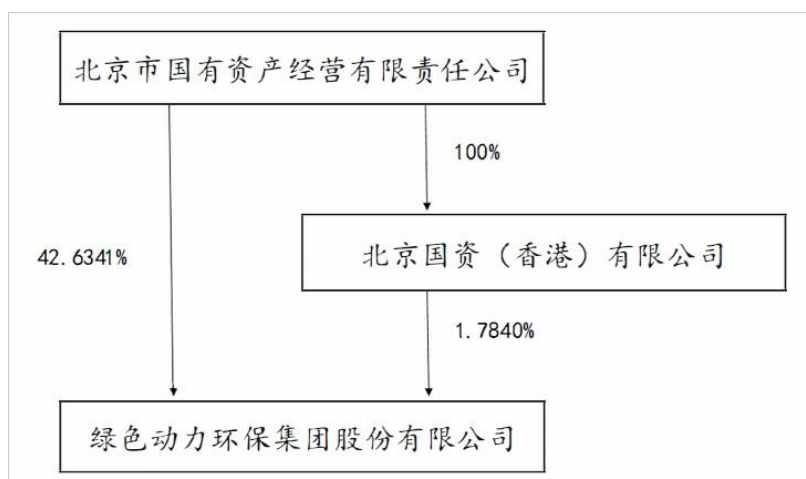 北京市国有资产经营有限责任公司
100%
北京国资（香港）有限公司
42.6341%
1.7840%
绿色动力环保集团股份有限公司